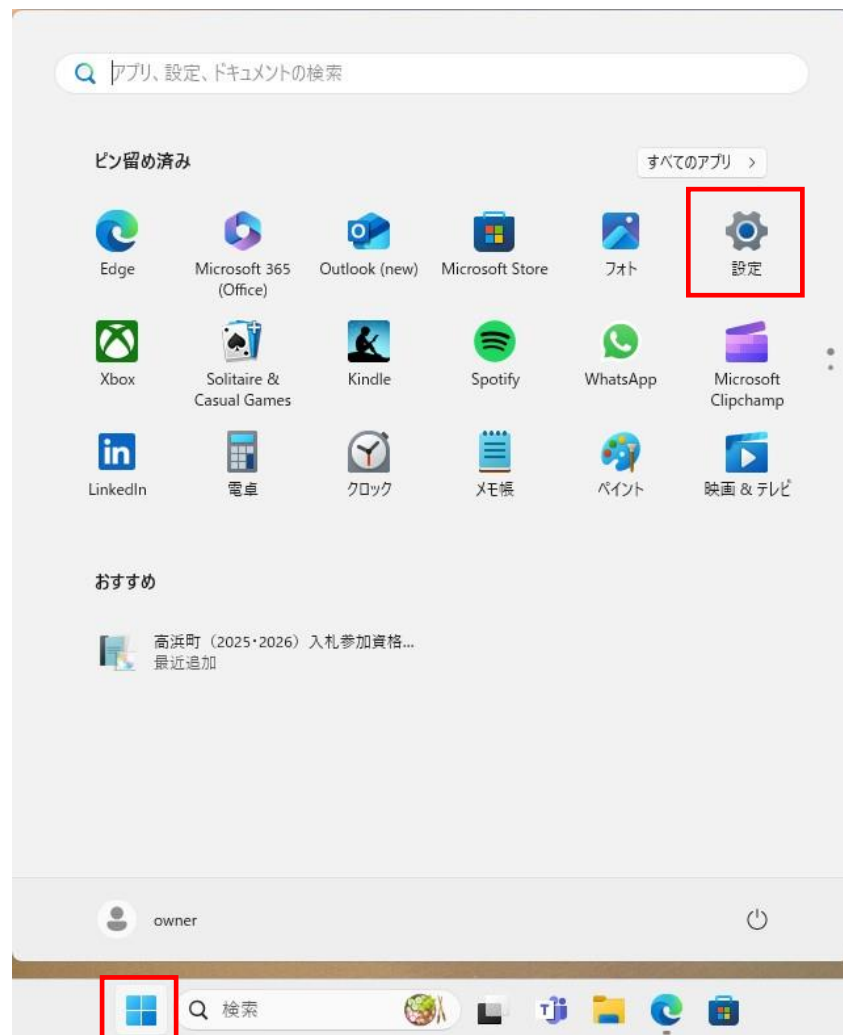 アプリ、設定、ドキュメントの検索
ピン留め済み
すべてのアプリ >
Edge
Microsoft 365
(Office)
Outlook (new)
Microsoft Store
フォト
設定
Xbox
Solitaire &
Casual Games
Kindle
Spotify
WhatsApp
Microsoft
Clipchamp
LinkedIn
電卓
クロック
メモ帳
ペイント
映画 & テレビ
おすすめ
高浜町（2025･2026）入札参加資格...
最近追加
owner
検索